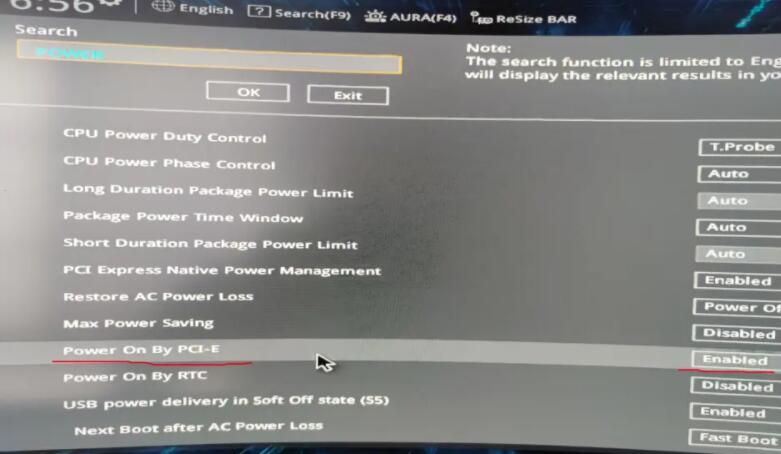 6:56 English ?Search(F9) AURA(F4) ReSize BAR
Search
POWER
Note:
The search function is limited to Eng
will display the relevant results in yo
OK Exit
CPU Power Duty Control T.Probe
CPU Power Phase Control Auto
Long Duration Package Power Limit Auto
Package Power Time Window Auto
Short Duration Package Power Limit Auto
PCI Express Native Power Management Enabled
Restore AC Power Loss Power Of
Max Power Saving Disabled
Power On By PCI-E Enabled
Power On By RTC Disabled
USB power delivery in Soft Off state (S5) Enabled
Next Boot after AC Power Loss Fast Boot